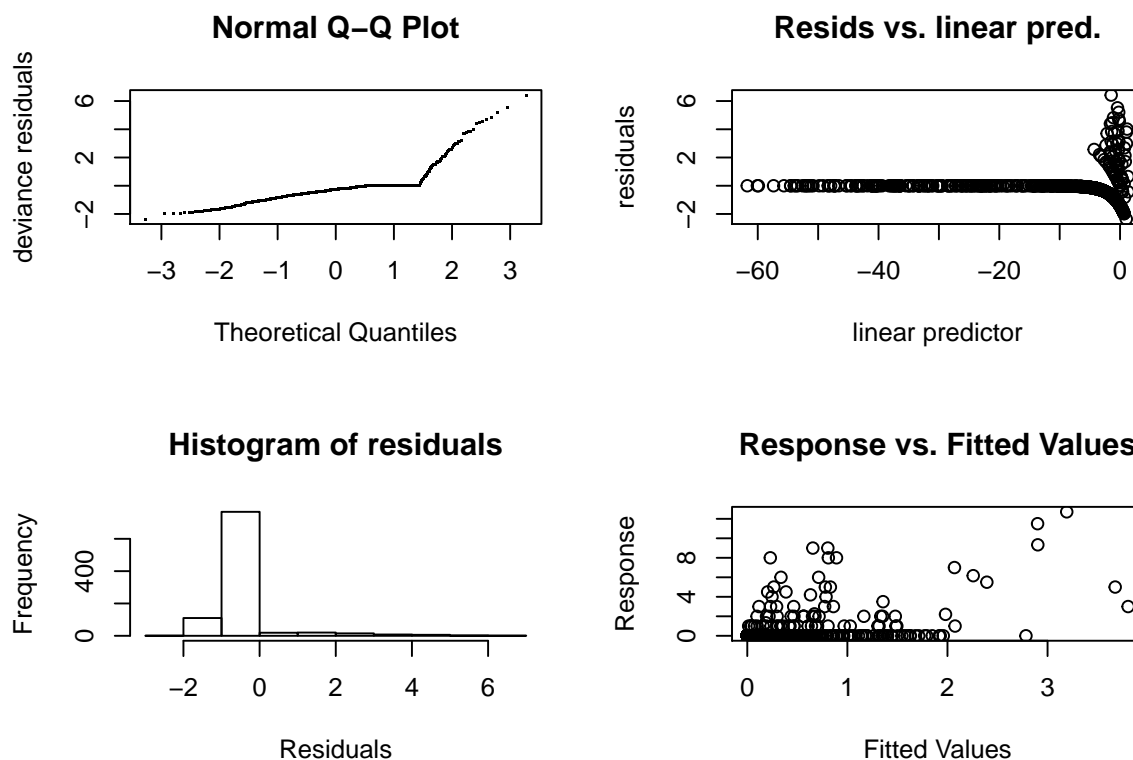 Normal Q−Q Plot
deviance residuals
6
2
−2
−3
−2
−1
0
1
2
3
Theoretical Quantiles
Resids vs. linear pred.
residuals
6
2
−2
−60
−40
−20
0
linear predictor
Histogram of residuals
Frequency
400
0
−2
0
2
4
6
Residuals
Response vs. Fitted Values
Response
8
4
0
0
1
2
3
Fitted Values